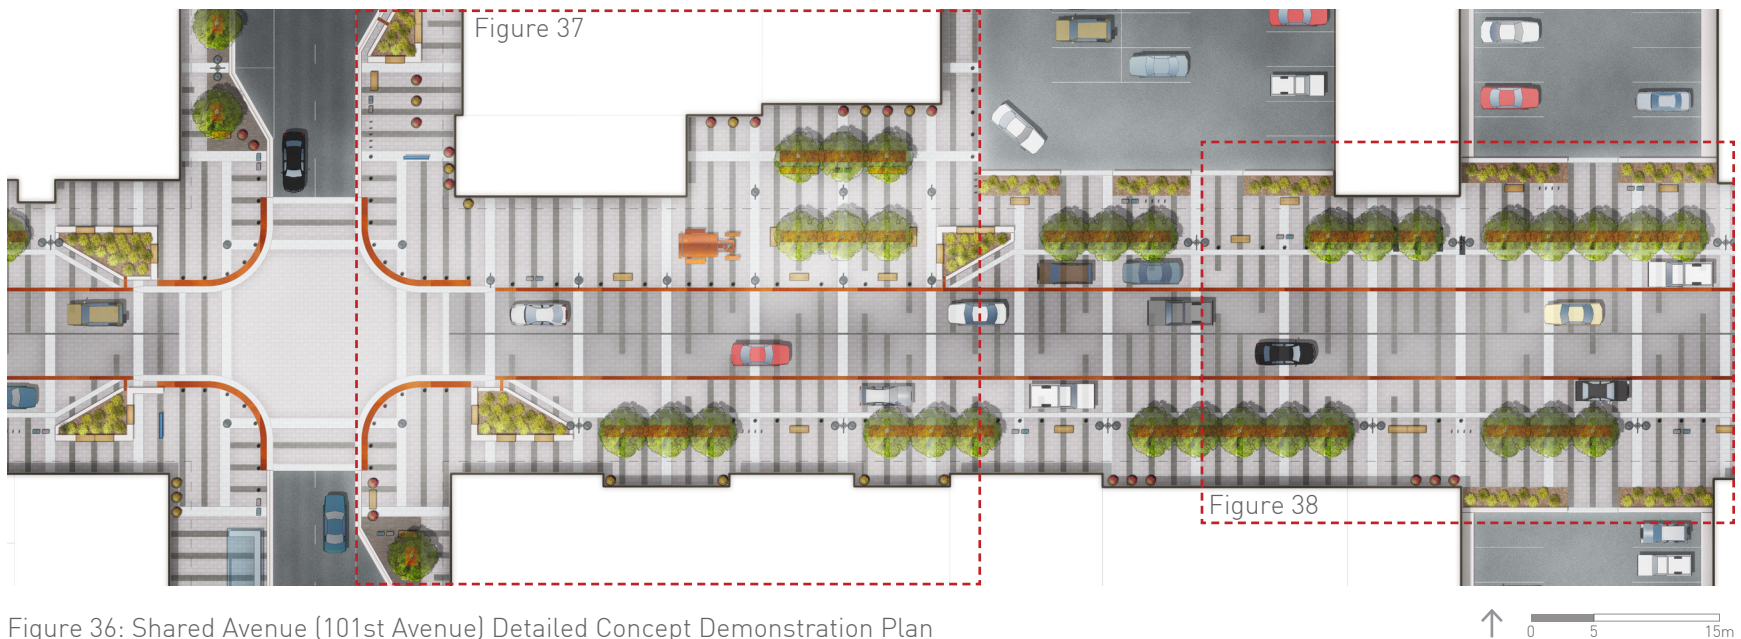 Figure 37
Figure 38
Figure 36: Shared Avenue (101st Avenue) Detailed Concept Demonstration Plan
0 5 15m